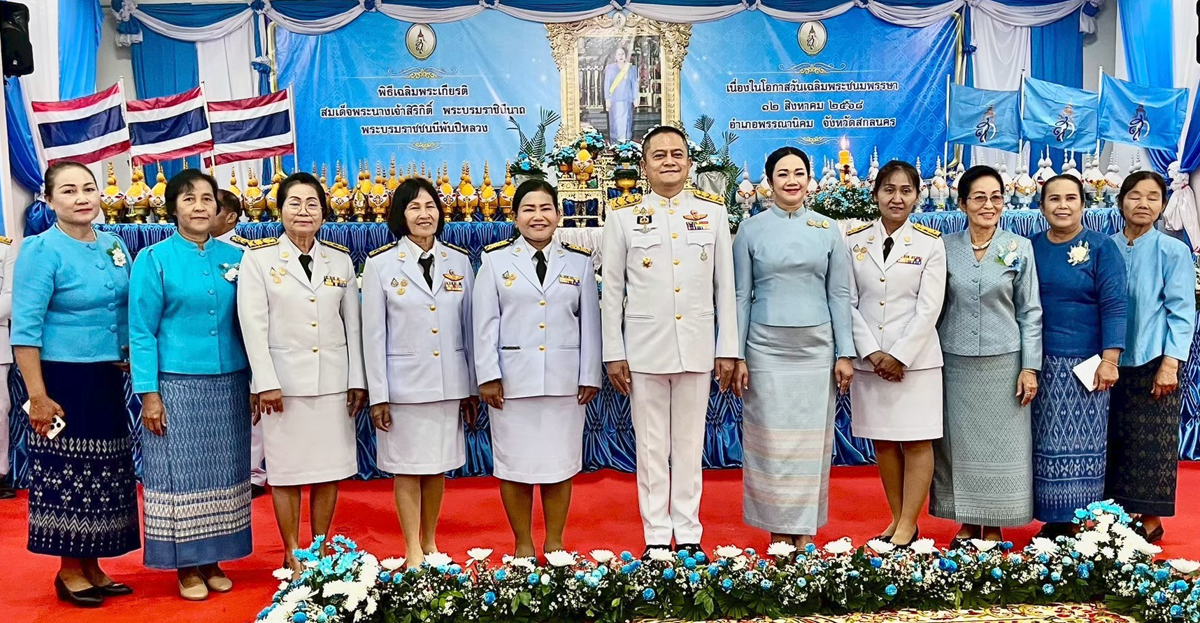 พิธีเฉลิมพระเกียรติ
สมเด็จพระนางเจ้าสิริกิติ์ พระบรมราชินีนาถ
พระบรมราชชนนีพันปีหลวง
เนื่องในโอกาสวันเฉลิมพระชนมพรรษา
๑๒ สิงหาคม ๒๕๖๘
อำเภอพรรณานิคม จังหวัดสกลนคร